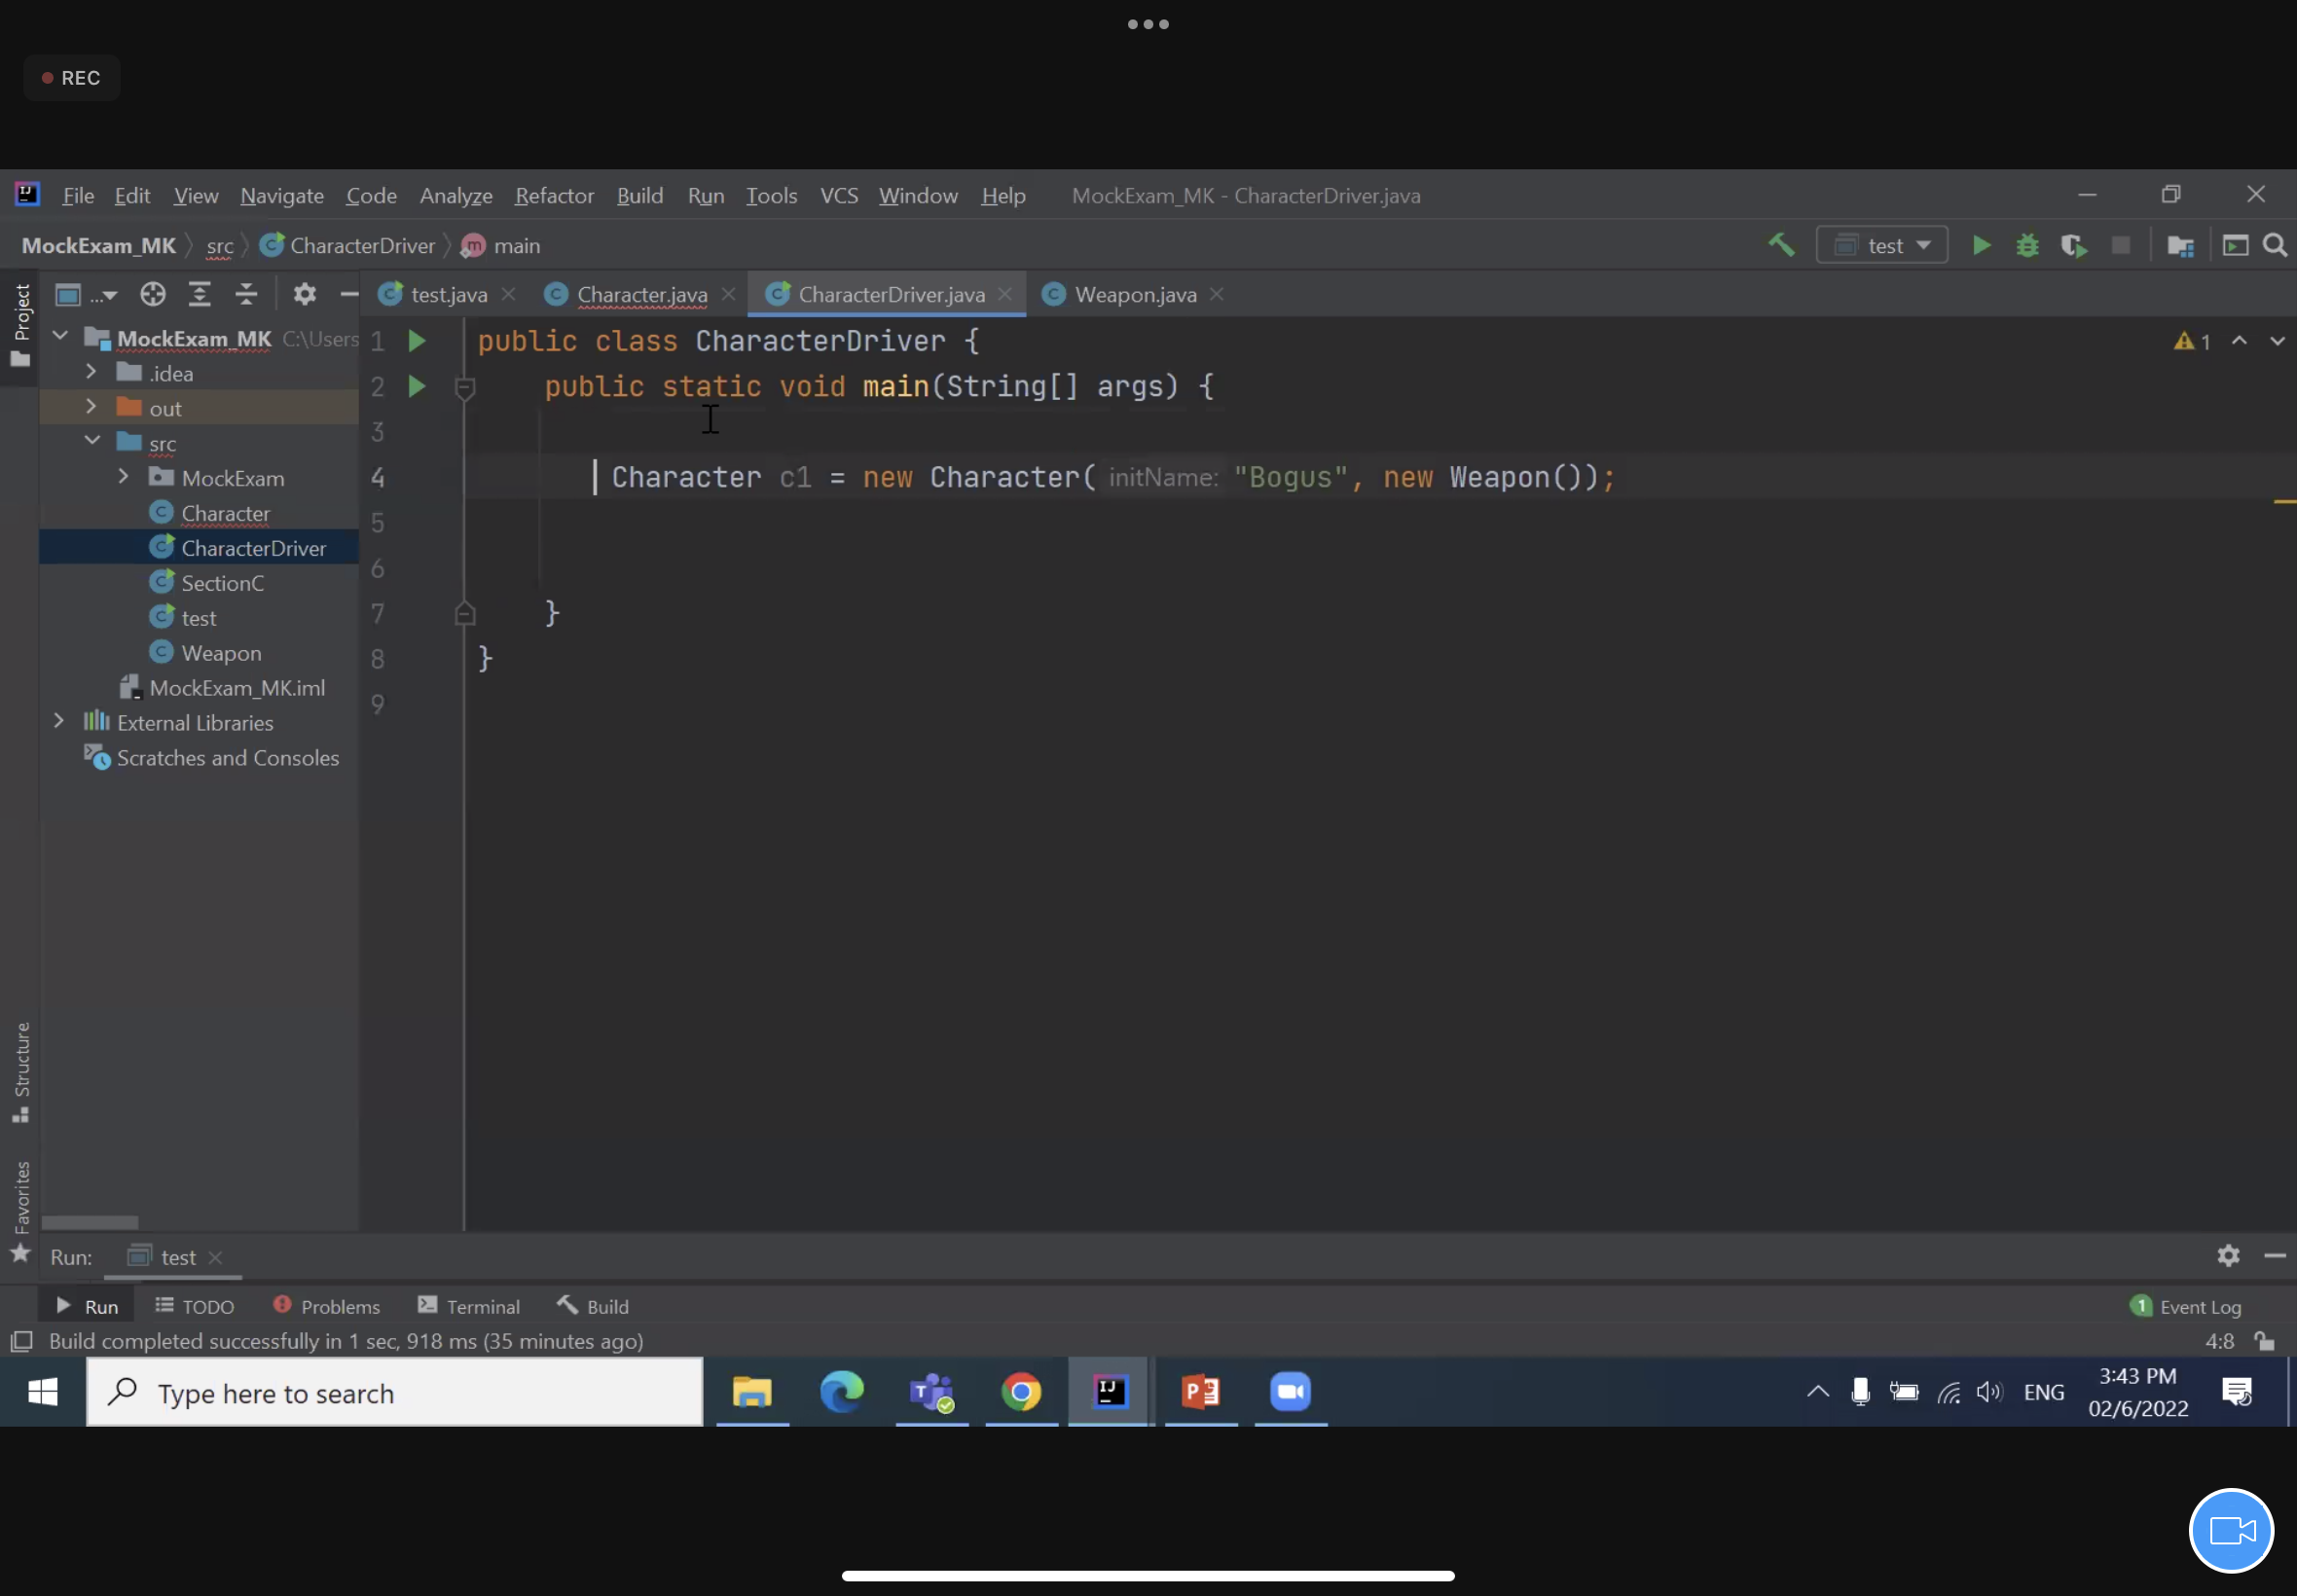 REC
File Edit View Navigate Code Analyze Refactor Build Run Tools VCS Window Help MockExam_MK - CharacterDriver.java
MockExam_MK src CharacterDriver main
test
Project
...
test.java Character.java CharacterDriver.java Weapon.java
MockExam_MK C:\Users
.idea
out
src
MockExam
Character
CharacterDriver
SectionC
test
Weapon
MockExam_MK.iml
External Libraries
Scratches and Consoles
1 public class CharacterDriver {
2 public static void main(String[] args) {
3
4 Character c1 = new Character( initName: "Bogus", new Weapon());
5
6
7 }
8 }
9
1
Structure
Favorites
Run: test
Run TODO Problems Terminal Build
1 Event Log
Build completed successfully in 1 sec, 918 ms (35 minutes ago)
4:8
Type here to search
ENG
3:43 PM
02/6/2022